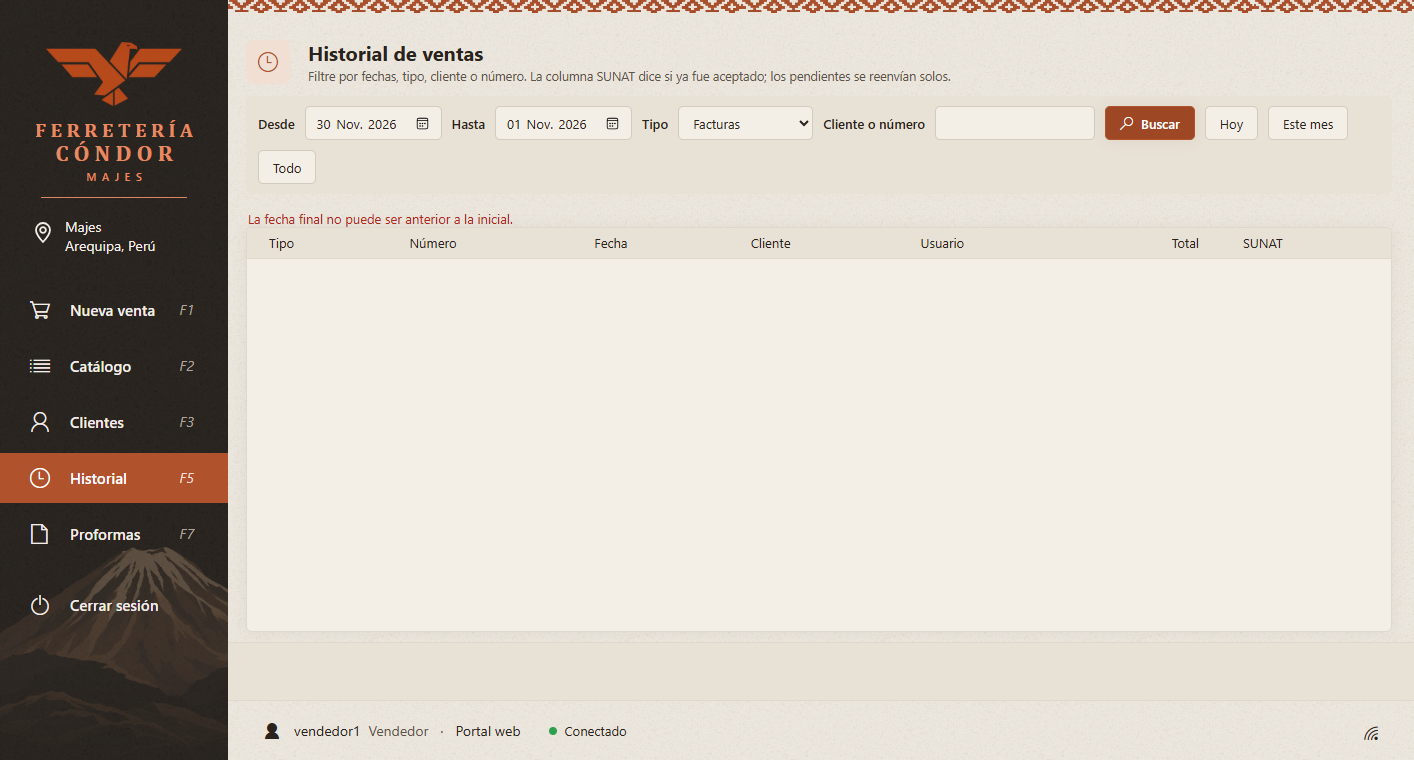 FERRETERÍA
CÓNDOR
MAJES
Majes
Arequipa, Perú
Nueva venta F1
Catálogo F2
Clientes F3
Historial F5
Proformas F7
Cerrar sesión
Historial de ventas
Filtre por fechas, tipo, cliente o número. La columna SUNAT dice si ya fue aceptado; los pendientes se reenvían solos.
Desde 30 Nov. 2026 Hasta 01 Nov. 2026 Tipo Facturas Cliente o número Buscar Hoy Este mes
Todo
La fecha final no puede ser anterior a la inicial.
Tipo Número Fecha Cliente Usuario Total SUNAT
vendedor1 Vendedor · Portal web Conectado